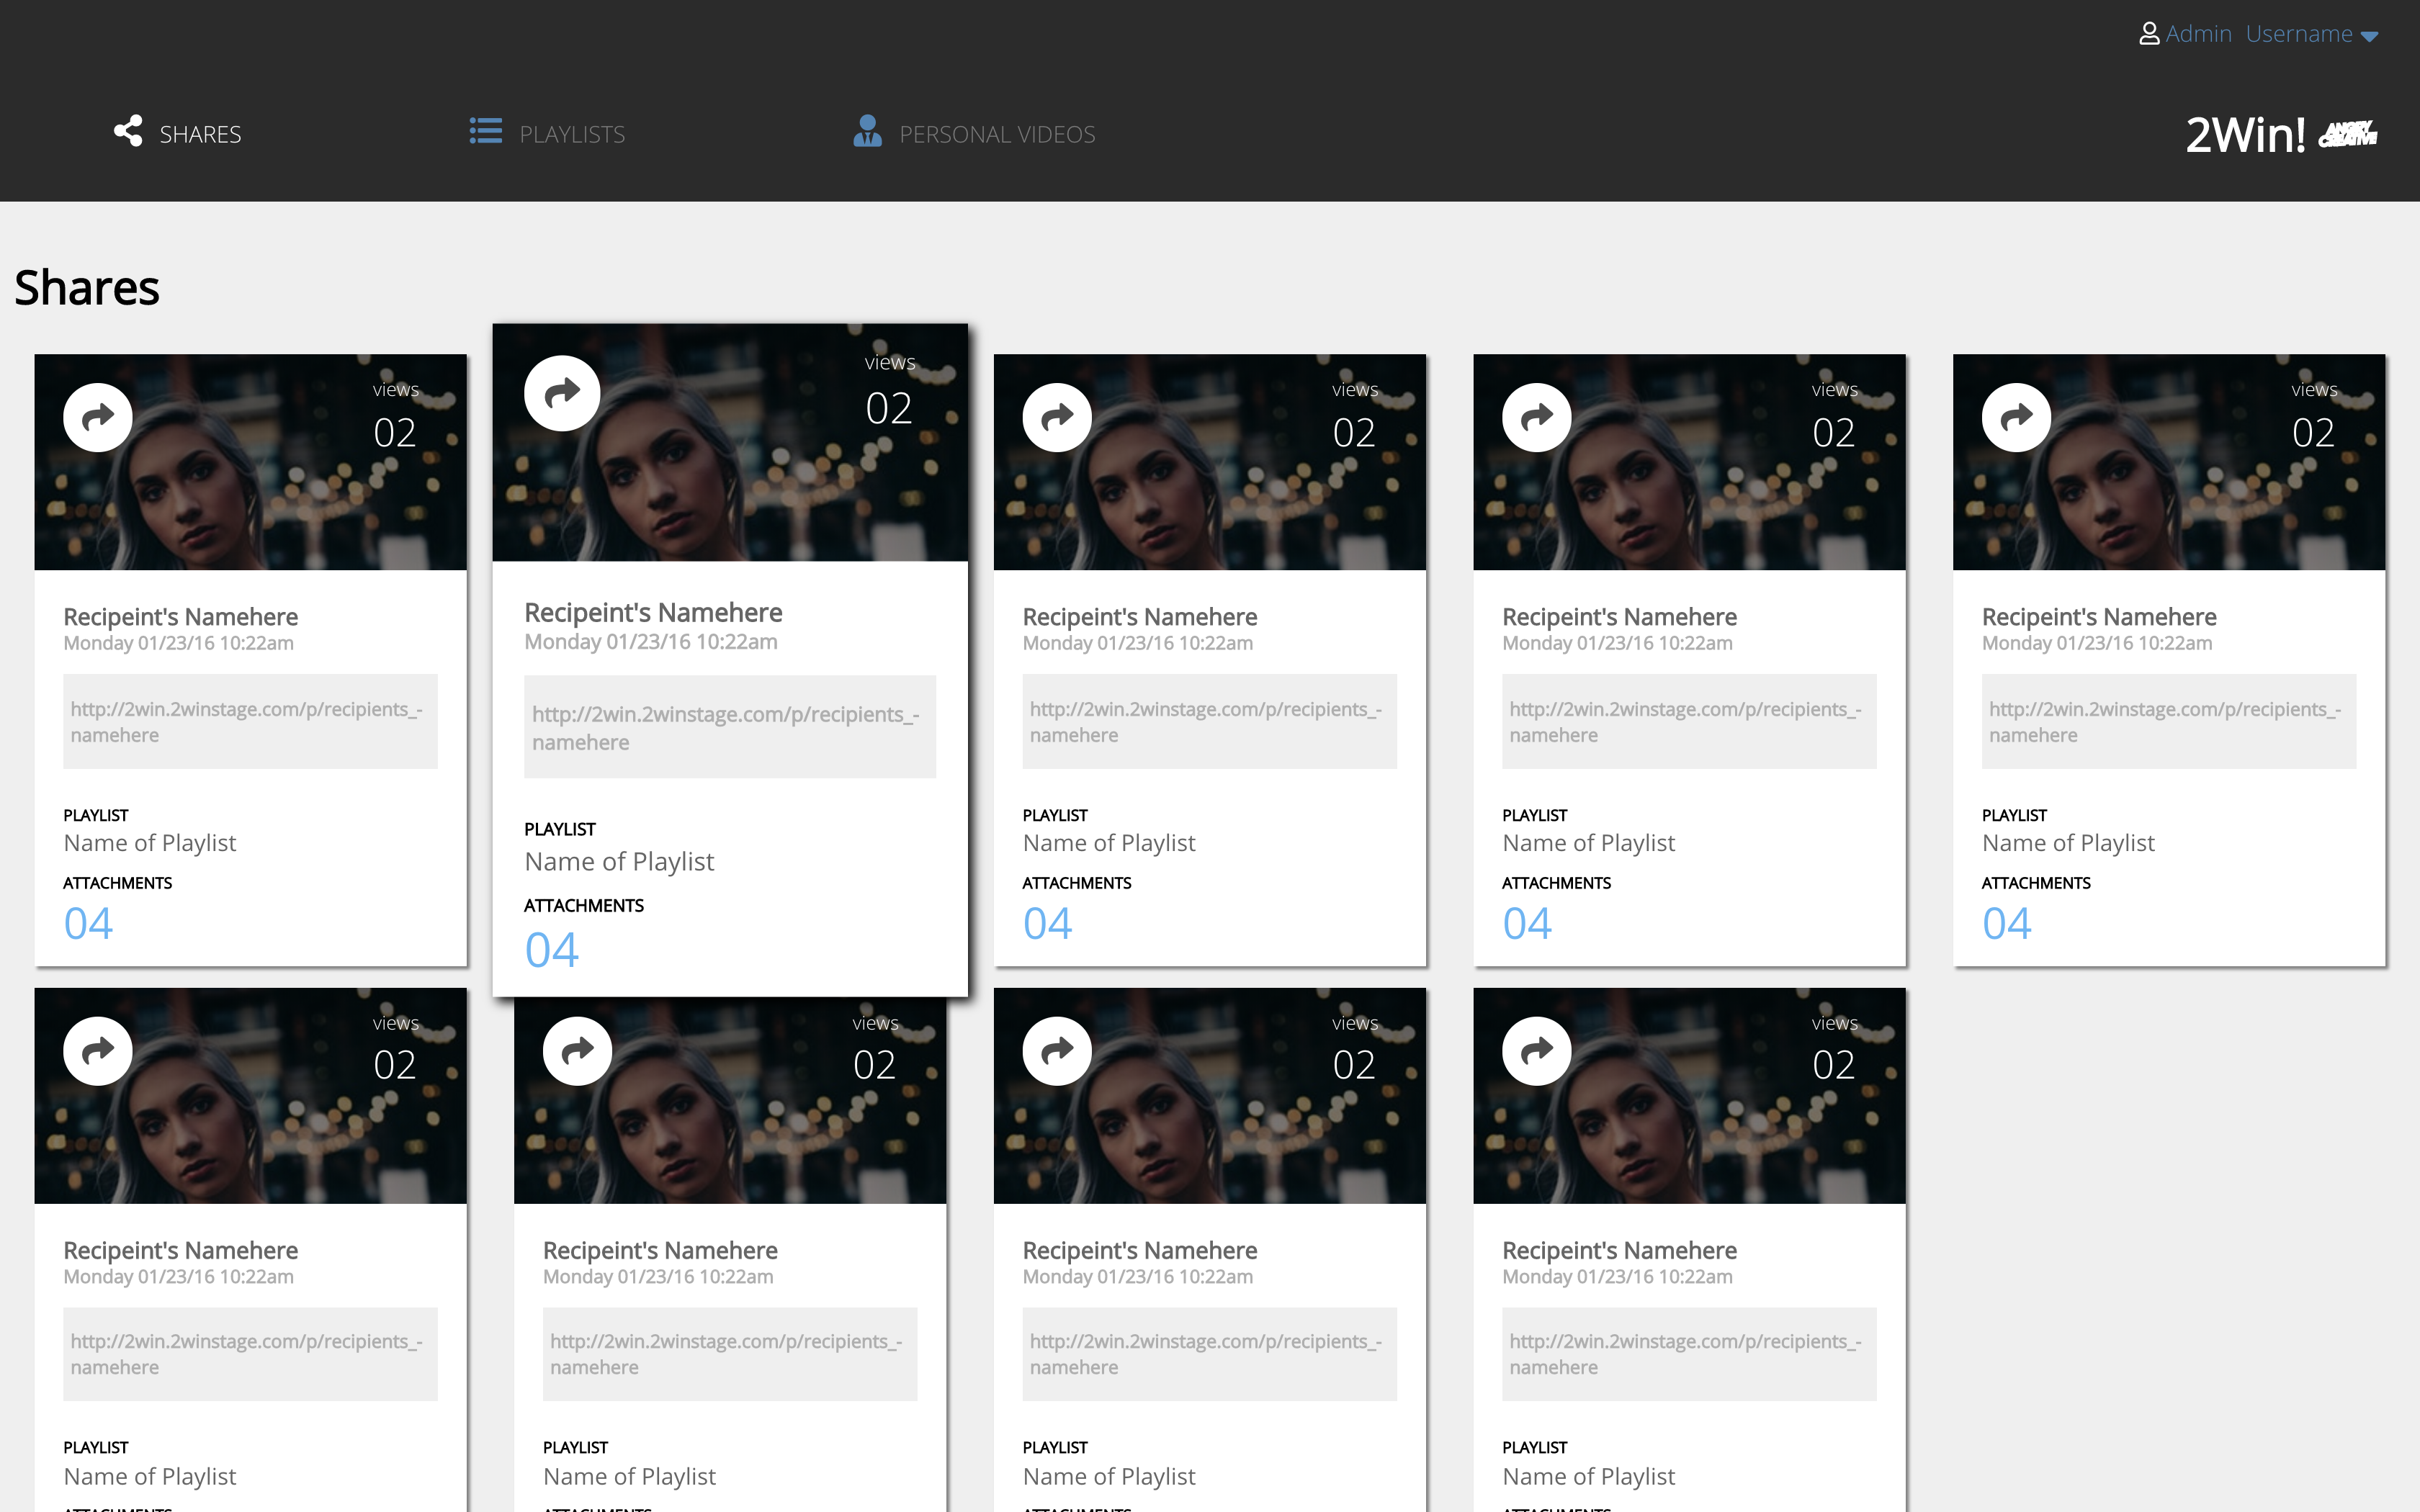 Admin Username
SHARES
PLAYLISTS
PERSONAL VIDEOS
2Win! ANGRY
CREATIVE
Shares
views
02
Recipeint's Namehere
Monday 01/23/16 10:22am
http://2win.2winstage.com/p/recipients_-
namehere
PLAYLIST
Name of Playlist
ATTACHMENTS
04
views
02
Recipeint's Namehere
Monday 01/23/16 10:22am
http://2win.2winstage.com/p/recipients_-
namehere
PLAYLIST
Name of Playlist
ATTACHMENTS
04
views
02
Recipeint's Namehere
Monday 01/23/16 10:22am
http://2win.2winstage.com/p/recipients_-
namehere
PLAYLIST
Name of Playlist
ATTACHMENTS
04
views
02
Recipeint's Namehere
Monday 01/23/16 10:22am
http://2win.2winstage.com/p/recipients_-
namehere
PLAYLIST
Name of Playlist
ATTACHMENTS
04
views
02
Recipeint's Namehere
Monday 01/23/16 10:22am
http://2win.2winstage.com/p/recipients_-
namehere
PLAYLIST
Name of Playlist
ATTACHMENTS
04
views
02
Recipeint's Namehere
Monday 01/23/16 10:22am
http://2win.2winstage.com/p/recipients_-
namehere
PLAYLIST
Name of Playlist
views
02
Recipeint's Namehere
Monday 01/23/16 10:22am
http://2win.2winstage.com/p/recipients_-
namehere
PLAYLIST
Name of Playlist
views
02
Recipeint's Namehere
Monday 01/23/16 10:22am
http://2win.2winstage.com/p/recipients_-
namehere
PLAYLIST
Name of Playlist
views
02
Recipeint's Namehere
Monday 01/23/16 10:22am
http://2win.2winstage.com/p/recipients_-
namehere
PLAYLIST
Name of Playlist